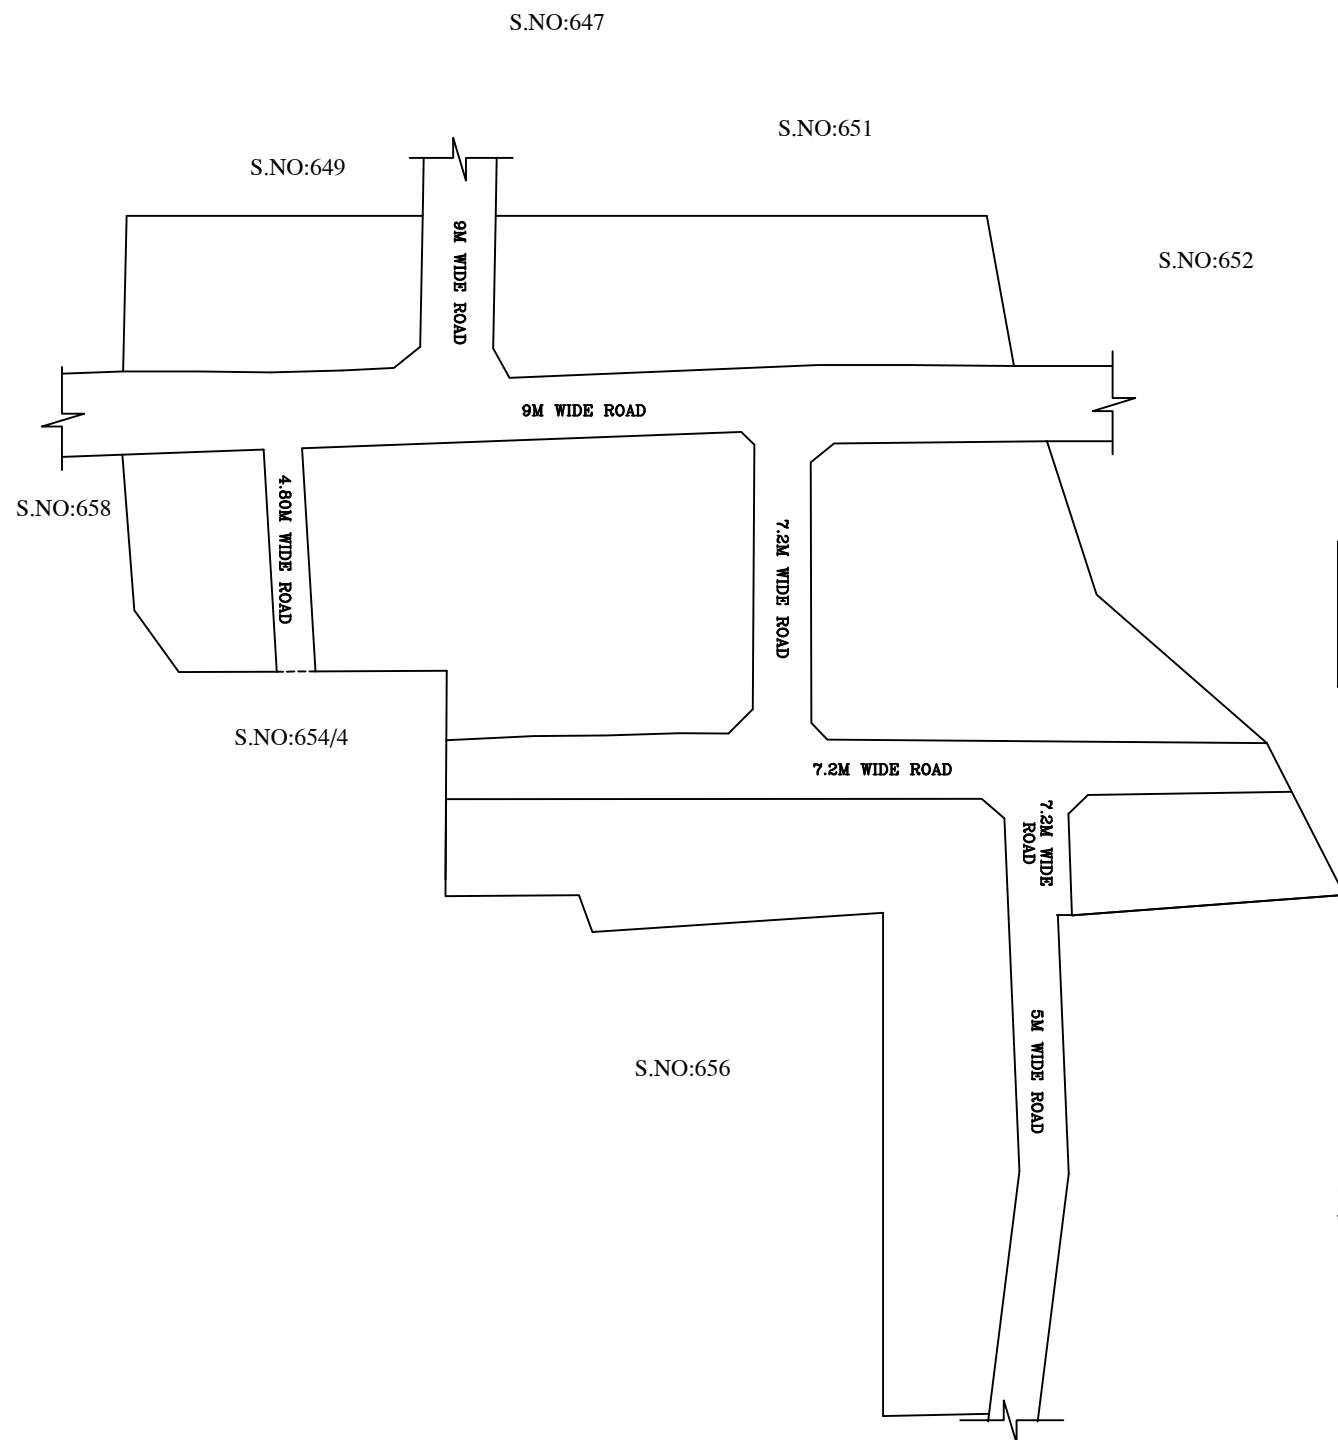 S.NO:647
S.NO:651
S.NO:649
9M WIDE ROAD
S.NO:652
9M WIDE ROAD
S.NO:658
4.80M WIDE ROAD
7.2M WIDE ROAD
S.NO:654/4
7.2M WIDE ROAD
7.2M WIDE
ROAD
5M WIDE ROAD
S.NO:656